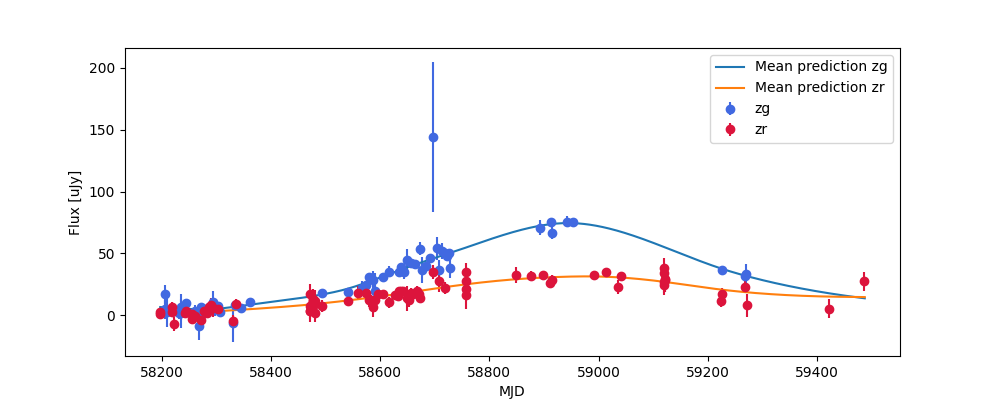 Mean prediction zg
Mean prediction zr
zg
zr
Flux [uJy]
200
150
100
50
0
58200 58400 58600 58800 59000 59200 59400
MJD